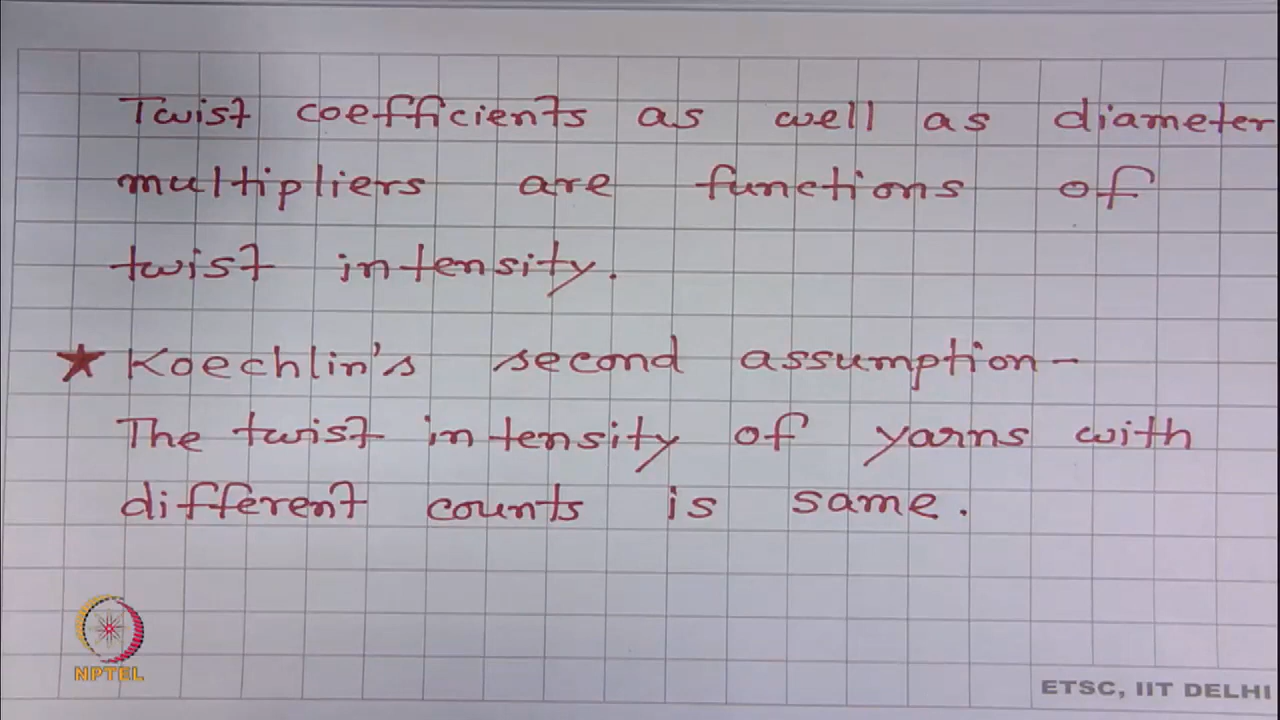 Twist coefficients as well as diameter
multipliers are functions of
twist intensity.
★ Koechlin's second assumption-
The twist intensity of yarns with
different counts is same.
NPTEL
ETSC, IIT DELHI